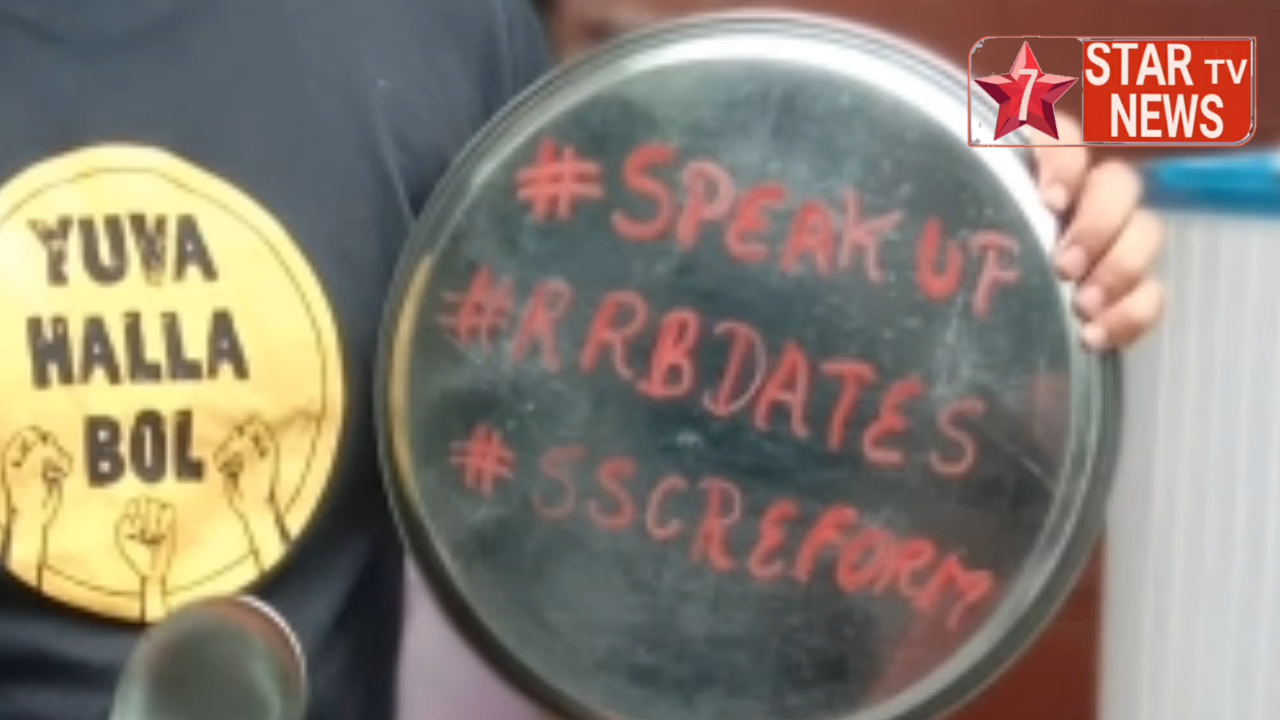 YUVA
HALLA
BOL
#SPEAK UP
#RRBDATES
#SSCREFORM
7
STAR TV
NEWS